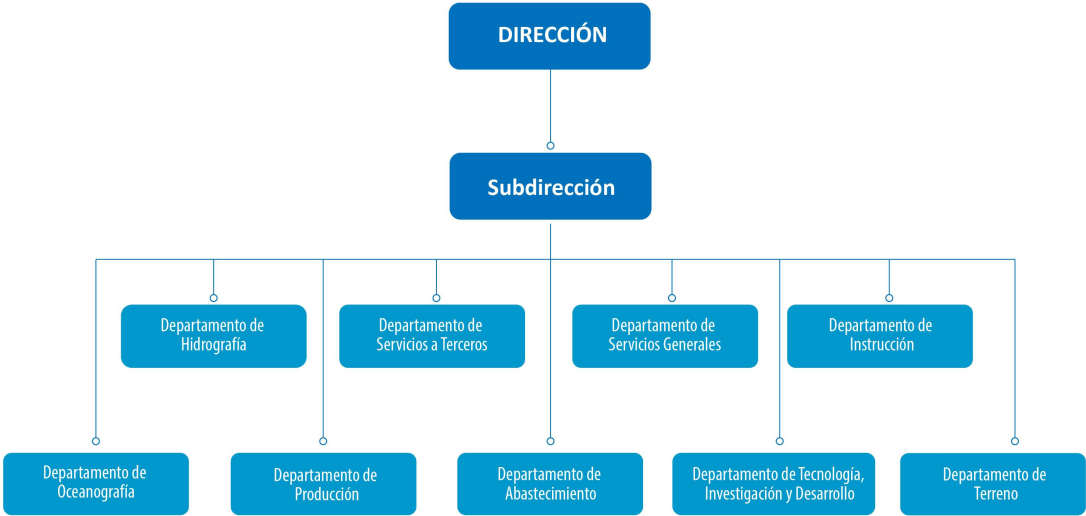 DIRECCIÓN
Subdirección
Departamento de
Hidrografía
Departamento de
Servicios a Terceros
Departamento de
Servicios Generales
Departamento de
Instrucción
Departamento de
Oceanografía
Departamento de
Producción
Departamento de
Abastecimiento
Departamento de Tecnología,
Investigación y Desarrollo
Departamento de
Terreno